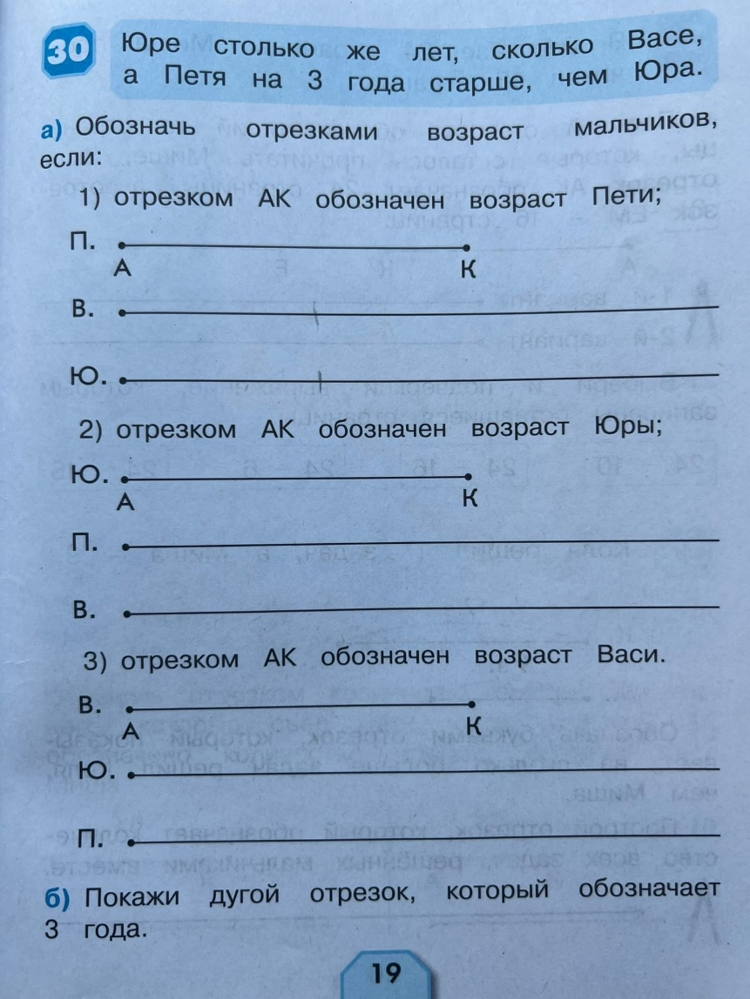 30 Юре столько же лет, сколько Васе,
а Петя на 3 года старше, чем Юра.
а) Обозначь отрезками возраст мальчиков,
если:
1) отрезком АК обозначен возраст Пети;
П.
А К
В.
Ю.
2) отрезком АК обозначен возраст Юры;
Ю.
А К
П.
В.
3) отрезком АК обозначен возраст Васи.
В.
А К
Ю.
П.
б) Покажи дугой отрезок, который обозначает
3 года.
19